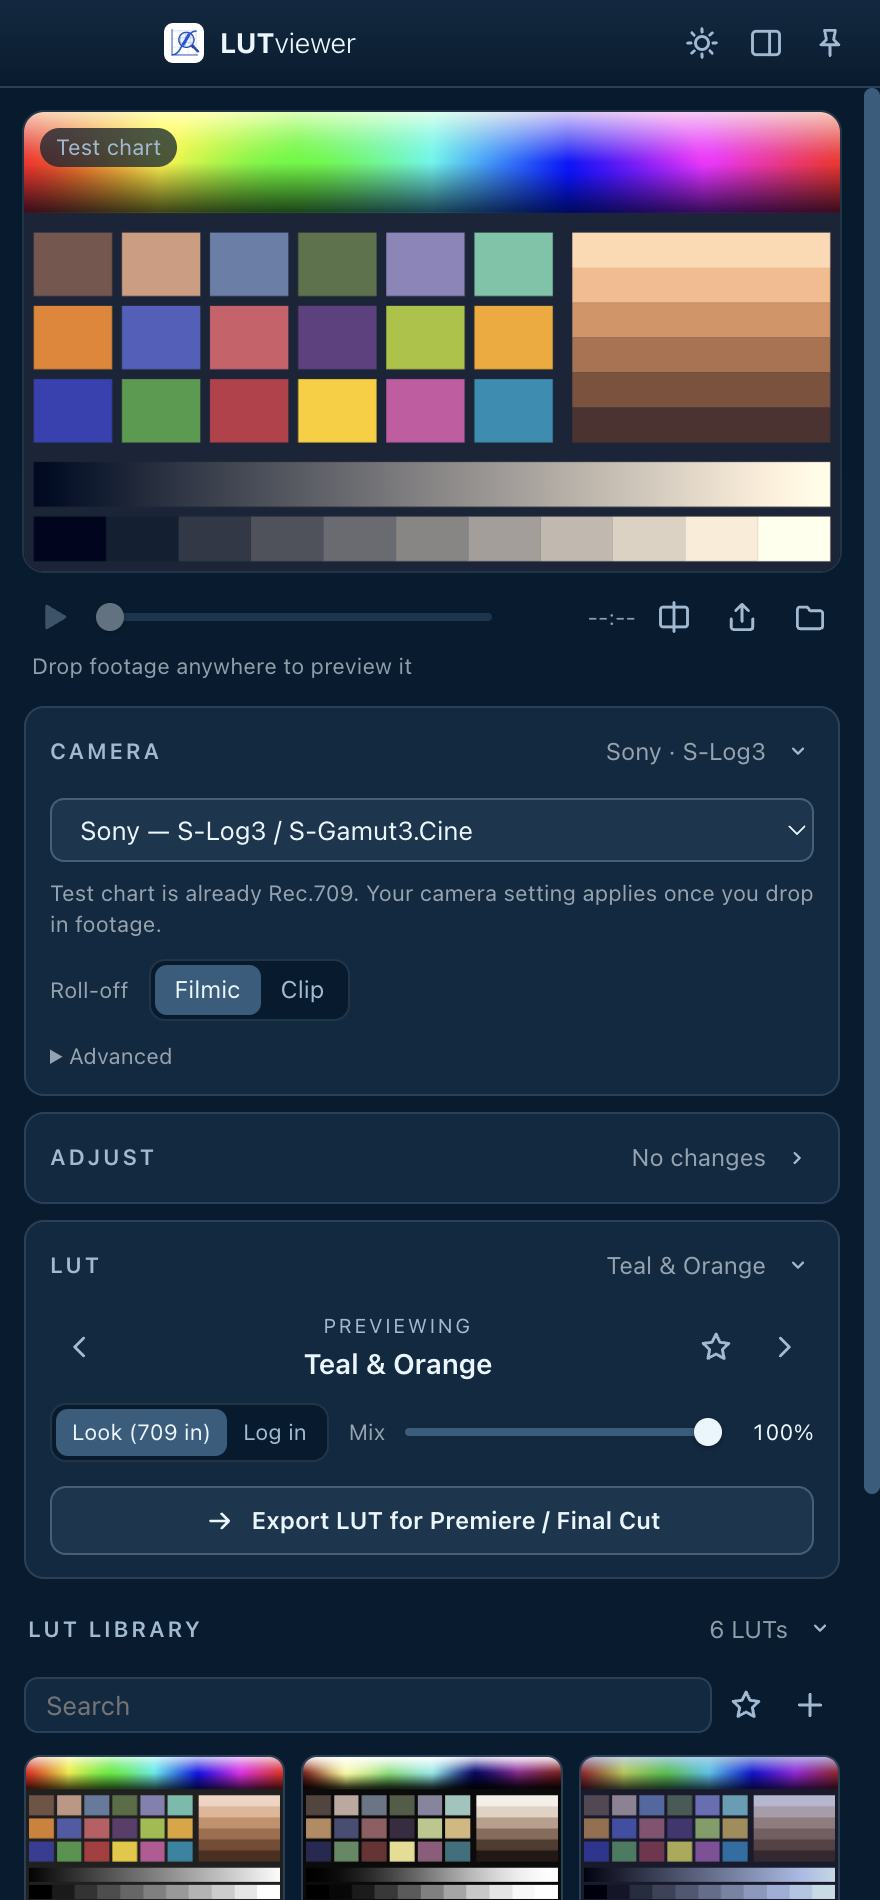 LUTviewer
Test chart
--:--
Drop footage anywhere to preview it
CAMERA
Sony · S-Log3
Sony — S-Log3 / S-Gamut3.Cine
Test chart is already Rec.709. Your camera setting applies once you drop
in footage.
Roll-off
Filmic
Clip
Advanced
ADJUST
No changes
LUT
Teal & Orange
PREVIEWING
Teal & Orange
Look (709 in)
Log in
Mix
100%
Export LUT for Premiere / Final Cut
LUT LIBRARY
6 LUTs
Search